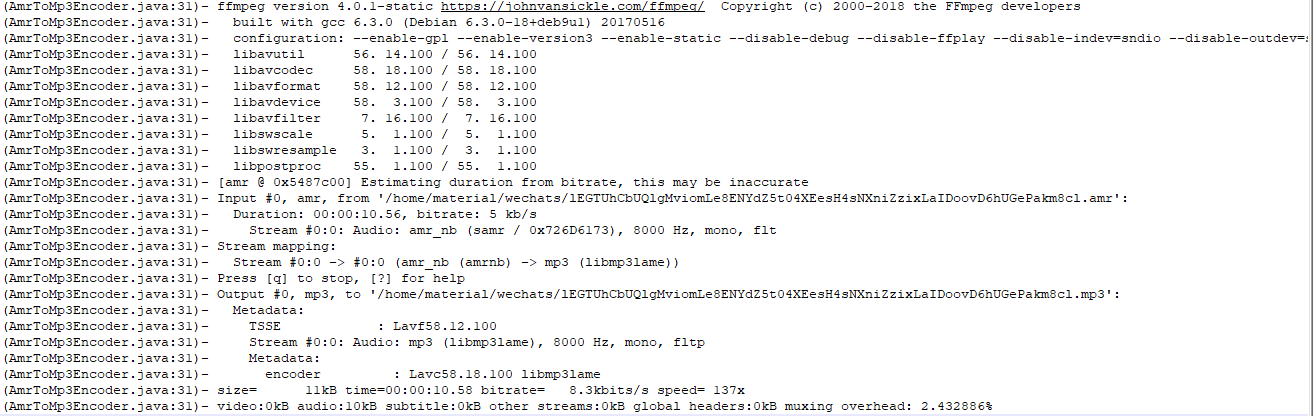 (AmrToMp3Encoder.java:31)- ffmpeg version 4.0.1-static https://johnvansickle.com/ffmpeg/  Copyright (c) 2000-2018 the FFmpeg developers
(AmrToMp3Encoder.java:31)-   built with gcc 6.3.0 (Debian 6.3.0-18+deb9u1) 20170516
(AmrToMp3Encoder.java:31)-   configuration: --enable-gpl --enable-version3 --enable-static --disable-debug --disable-ffplay --disable-indev=sndio --disable-outdev=
(AmrToMp3Encoder.java:31)-   libavutil      56. 14.100 / 56. 14.100
(AmrToMp3Encoder.java:31)-   libavcodec     58. 18.100 / 58. 18.100
(AmrToMp3Encoder.java:31)-   libavformat    58. 12.100 / 58. 12.100
(AmrToMp3Encoder.java:31)-   libavdevice    58.  3.100 / 58.  3.100
(AmrToMp3Encoder.java:31)-   libavfilter     7. 16.100 /  7. 16.100
(AmrToMp3Encoder.java:31)-   libswscale      5.  1.100 /  5.  1.100
(AmrToMp3Encoder.java:31)-   libswresample   3.  1.100 /  3.  1.100
(AmrToMp3Encoder.java:31)-   libpostproc    55.  1.100 / 55.  1.100
(AmrToMp3Encoder.java:31)- [amr @ 0x5487c00] Estimating duration from bitrate, this may be inaccurate
(AmrToMp3Encoder.java:31)- Input #0, amr, from '/home/material/wechats/lEGTUhCbUQlgMviomLe8ENYdZ5t04XEesH4sNXniZzixLaIDoovD6hUGePakm8cl.amr':
(AmrToMp3Encoder.java:31)-   Duration: 00:00:10.56, bitrate: 5 kb/s
(AmrToMp3Encoder.java:31)-     Stream #0:0: Audio: amr_nb (samr / 0x726D6173), 8000 Hz, mono, flt
(AmrToMp3Encoder.java:31)- Stream mapping:
(AmrToMp3Encoder.java:31)-   Stream #0:0 -> #0:0 (amr_nb (amrnb) -> mp3 (libmp3lame))
(AmrToMp3Encoder.java:31)- Press [q] to stop, [?] for help
(AmrToMp3Encoder.java:31)- Output #0, mp3, to '/home/material/wechats/lEGTUhCbUQlgMviomLe8ENYdZ5t04XEesH4sNXniZzixLaIDoovD6hUGePakm8cl.mp3':
(AmrToMp3Encoder.java:31)-   Metadata:
(AmrToMp3Encoder.java:31)-     TSSE            : Lavf58.12.100
(AmrToMp3Encoder.java:31)-     Stream #0:0: Audio: mp3 (libmp3lame), 8000 Hz, mono, fltp
(AmrToMp3Encoder.java:31)-     Metadata:
(AmrToMp3Encoder.java:31)-       encoder         : Lavc58.18.100 libmp3lame
(AmrToMp3Encoder.java:31)- size=      11kB time=00:00:10.58 bitrate=   8.3kbits/s speed= 137x
(AmrToMp3Encoder.java:31)- video:0kB audio:10kB subtitle:0kB other streams:0kB global headers:0kB muxing overhead: 2.432886%